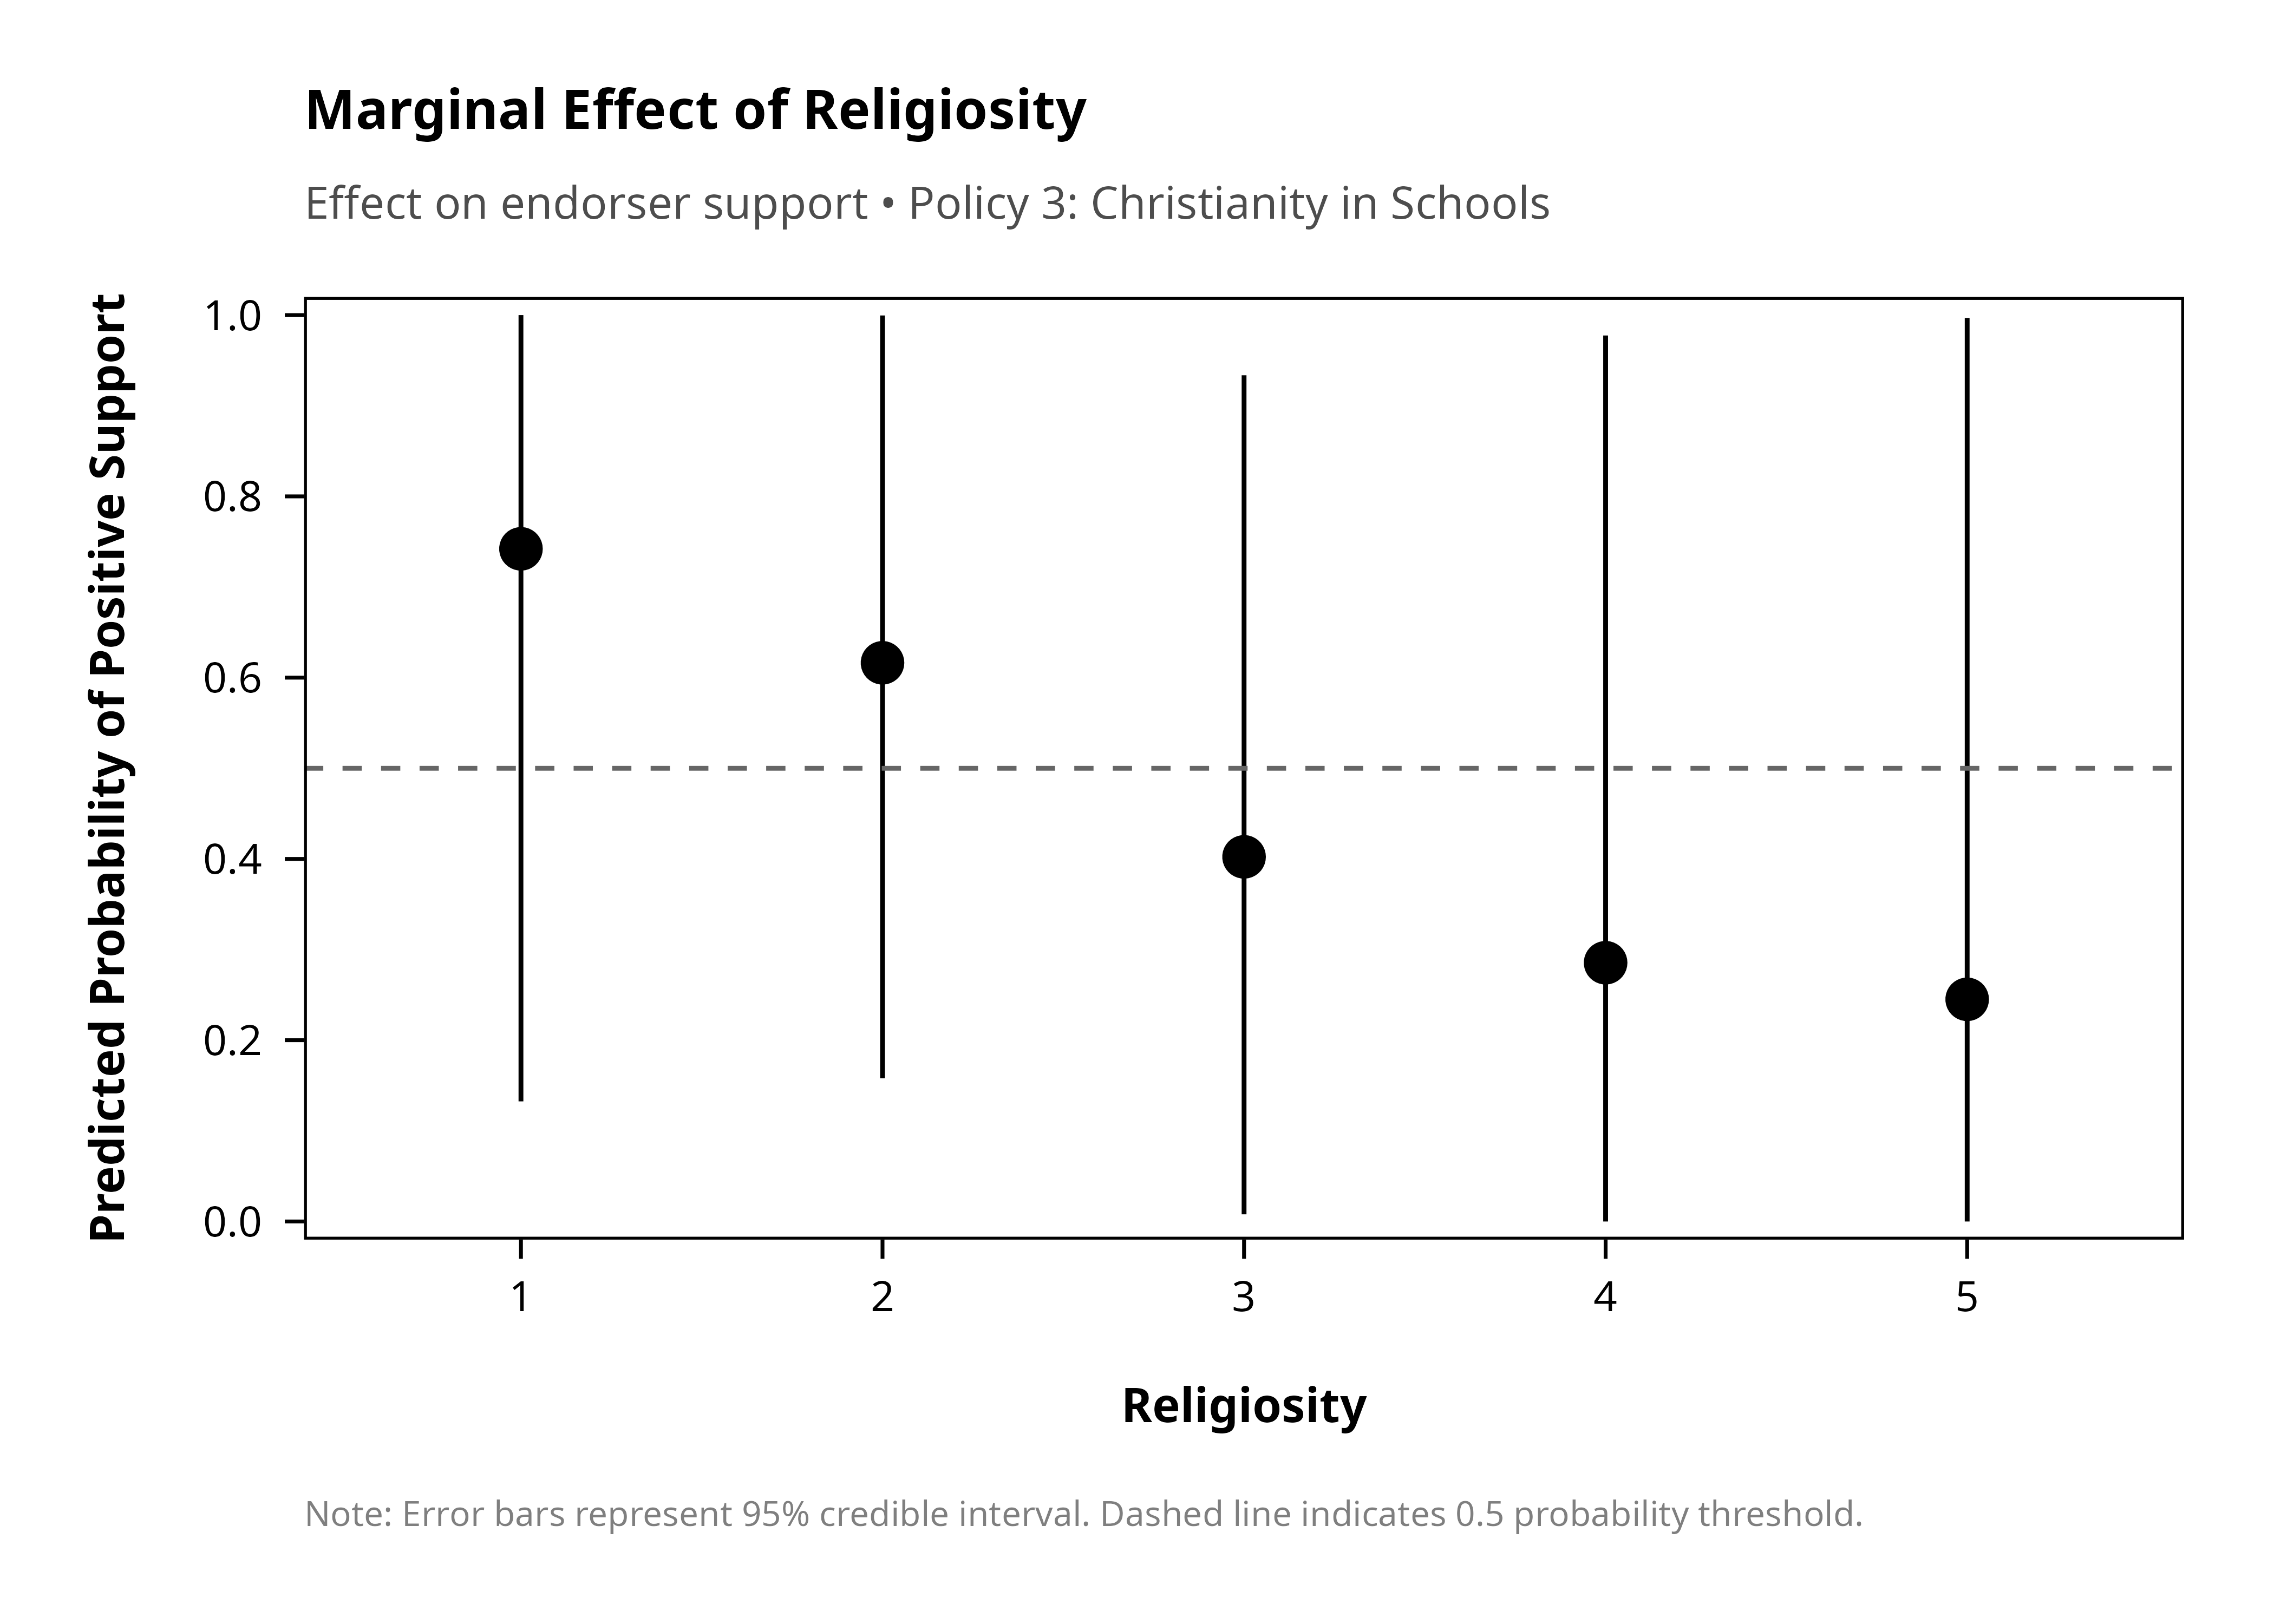 Marginal Effect of Religiosity
Effect on endorser support • Policy 3: Christianity in Schools
Predicted Probability of Positive Support
1.0
0.8
0.6
0.4
0.2
0.0
1 2 3 4 5
Religiosity
Note: Error bars represent 95% credible interval. Dashed line indicates 0.5 probability threshold.